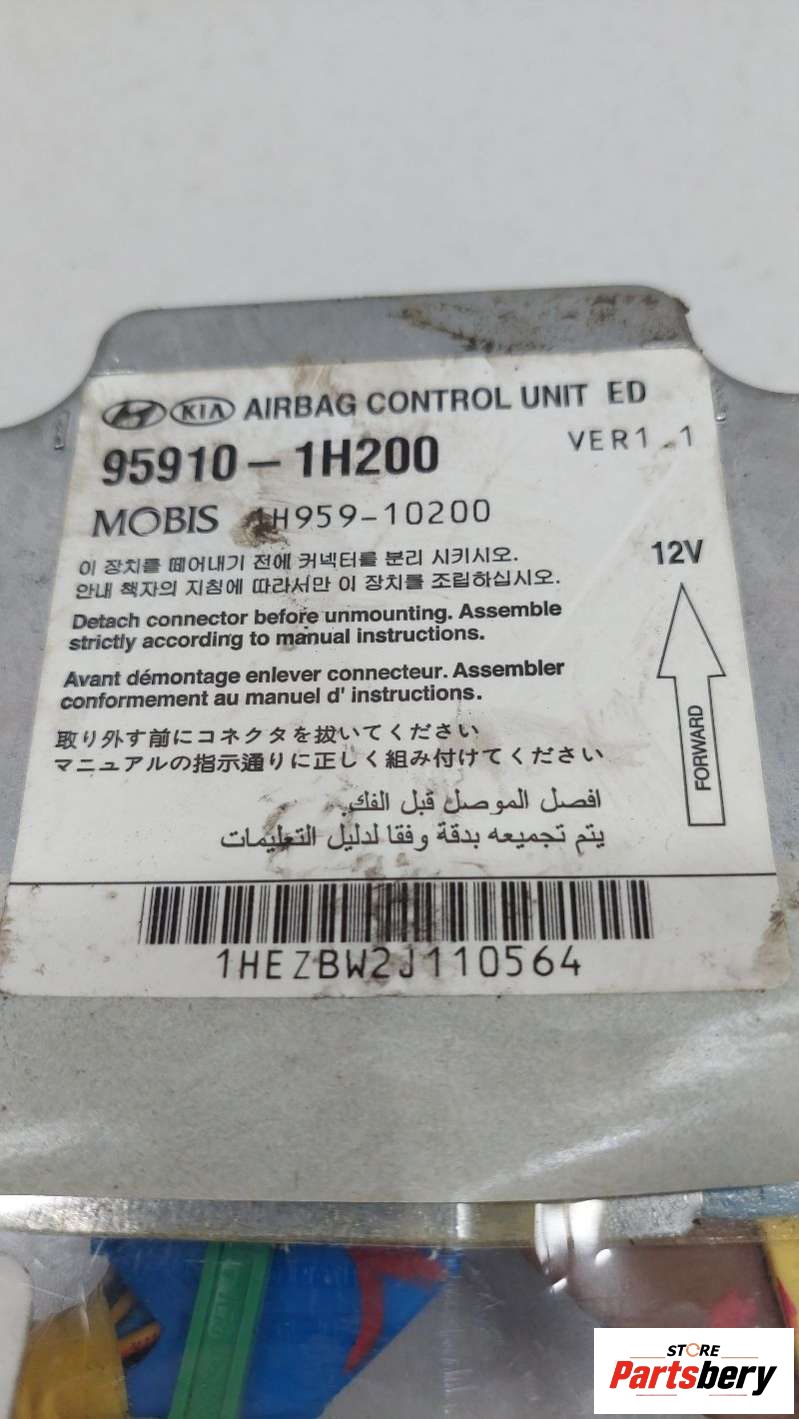 KIA AIRBAG CONTROL UNIT ED
95910-1H200 VER1.1
MOBIS 1H959-10200
이 장치를 떼어내기 전에 커넥터를 분리 시키시오.
안내 책자의 지침에 따라서만 이 장치를 조립하십시오.
12V
Detach connector before unmounting. Assemble
strictly according to manual instructions.
Avant démontage enlever connecteur. Assembler
conformement au manuel d' instructions.
取り外す前にコネクタを抜いてください
マニュアルの指示通りに正しく組み付けてください
FORWARD
افصل الموصل قبل الفك.
يتم تجميعه بدقة وفقا لدليل التعليمات
1HEZBW2J110564
STORE
Partsbery